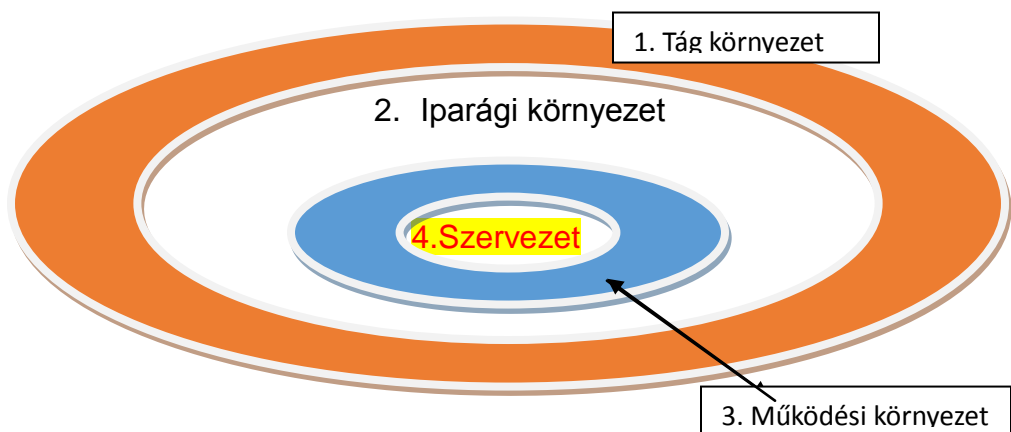 1. Tág környezet
2. Iparági környezet
4.Szervezet
3. Működési környezet